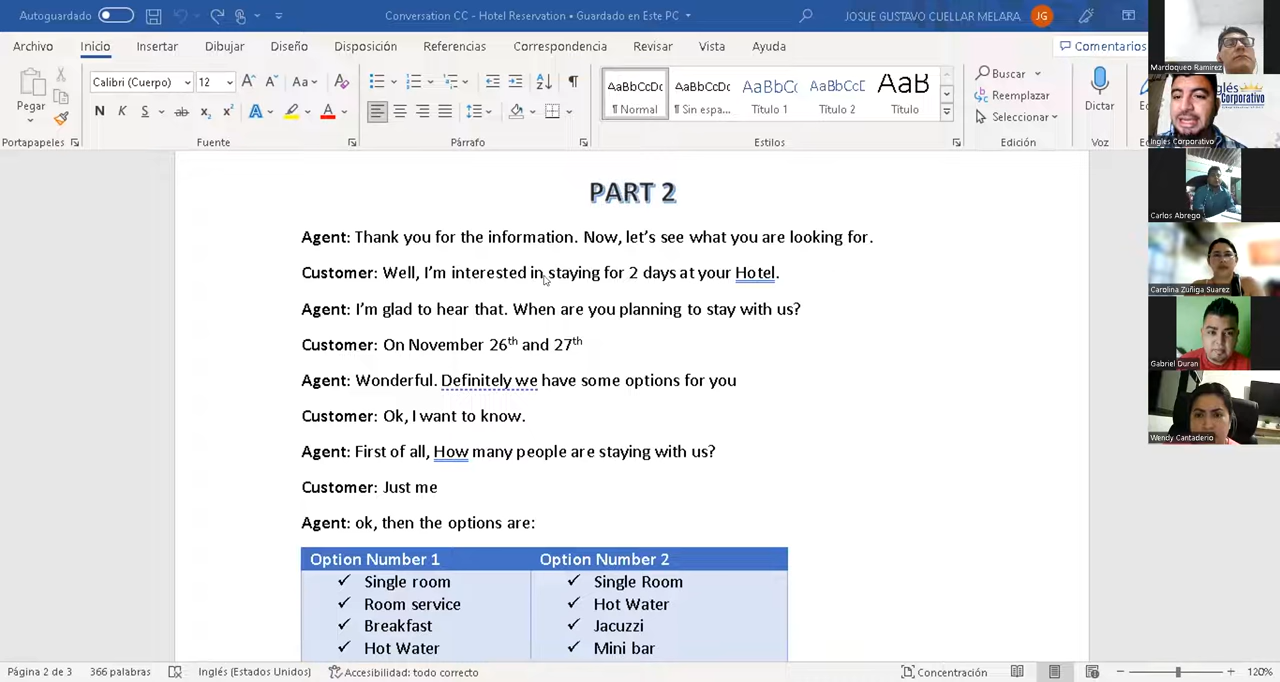 Autoguardado
Conversation CC - Hotel Reservation • Guardado en Este PC
JOSUE GUSTAVO CUELLAR MELARA
JG
Archivo Inicio Insertar Dibujar Diseño Disposición Referencias Correspondencia Revisar Vista Ayuda
Comentarios
Pegar
Calibri (Cuerpo) 12
N K S
AaBbCcDc AaBbCcDc AaBbCc AaBbCcC AaB
¶ Normal ¶ Sin espa... Título 1 Título 2 Título
Buscar
Reemplazar
Seleccionar
Dictar
Portapapeles Fuente Párrafo Estilos Edición Voz
PART 2
Agent: Thank you for the information. Now, let's see what you are looking for.
Customer: Well, I'm interested in staying for 2 days at your Hotel.
Agent: I'm glad to hear that. When are you planning to stay with us?
Customer: On November 26th and 27th
Agent: Wonderful. Definitely we have some options for you
Customer: Ok, I want to know.
Agent: First of all, How many people are staying with us?
Customer: Just me
Agent: ok, then the options are:
Option Number 1 Option Number 2
✓ Single room ✓ Single Room
✓ Room service ✓ Hot Water
✓ Breakfast ✓ Jacuzzi
✓ Hot Water ✓ Mini bar
Página 2 de 3 366 palabras Inglés (Estados Unidos) Accesibilidad: todo correcto
Concentración
120%
Mardoqueo Ramirez
Inglés Corporativo
Carlos Abrego
Carolina Zuñiga Suarez
Gabriel Duran
Wendy Cantaderio